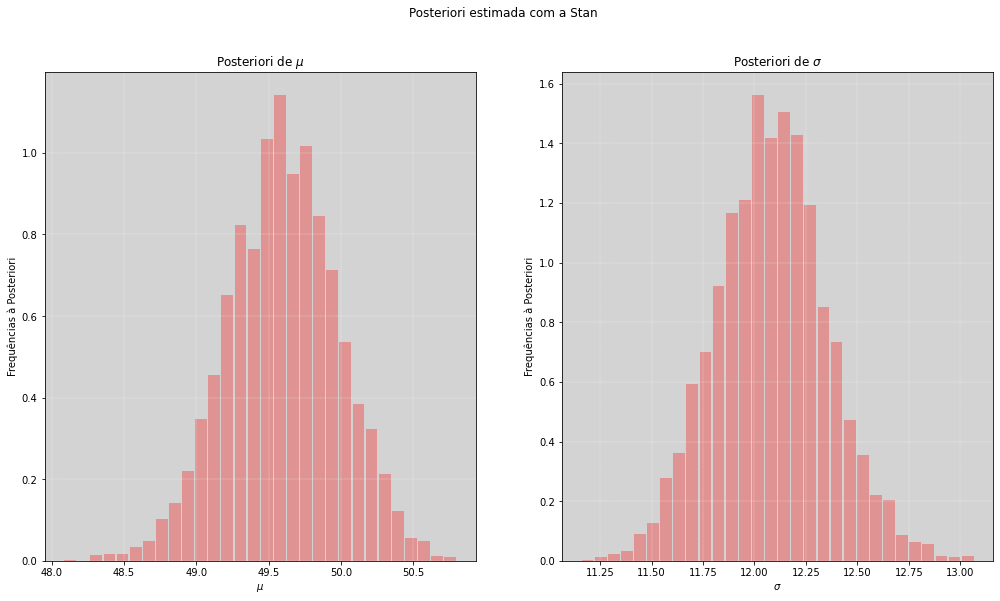 Posteriori estimada com a Stan
Posteriori de μ
Frequências à Posteriori
1.0
0.8
0.6
0.4
0.2
0.0
48.0 48.5 49.0 49.5 50.0 50.5
μ
Posteriori de σ
Frequências à Posteriori
1.6
1.4
1.2
1.0
0.8
0.6
0.4
0.2
0.0
11.25 11.50 11.75 12.00 12.25 12.50 12.75 13.00
σ